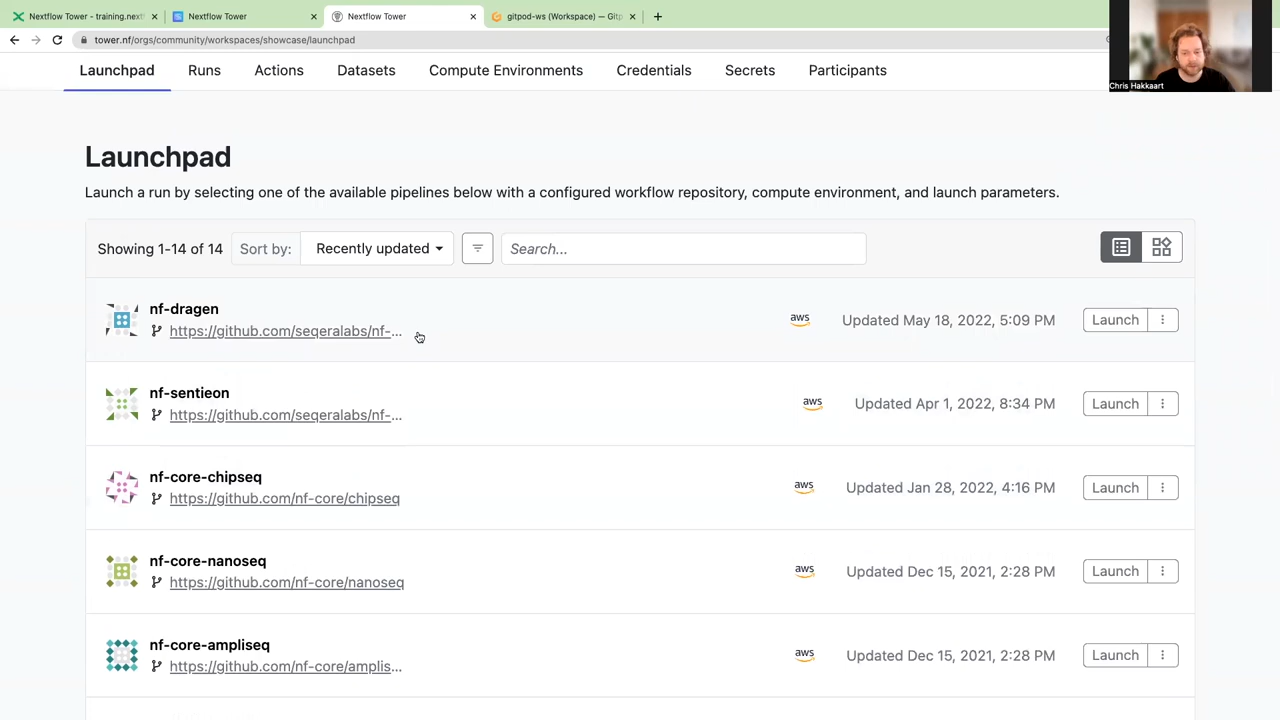 Nextflow Tower - training.nextf
Nextflow Tower
Nextflow Tower
gitpod-ws (Workspace) — Gitp
tower.nf/orgs/community/workspaces/showcase/launchpad
Launchpad
Runs
Actions
Datasets
Compute Environments
Credentials
Secrets
Participants
Chris Hakkaart
Launchpad
Launch a run by selecting one of the available pipelines below with a configured workflow repository, compute environment, and launch parameters.
Showing 1-14 of 14
Sort by:
Recently updated
Search...
nf-dragen
https://github.com/seqeralabs/nf-...
aws
Updated May 18, 2022, 5:09 PM
Launch
nf-sentieon
https://github.com/seqeralabs/nf-...
aws
Updated Apr 1, 2022, 8:34 PM
Launch
nf-core-chipseq
https://github.com/nf-core/chipseq
aws
Updated Jan 28, 2022, 4:16 PM
Launch
nf-core-nanoseq
https://github.com/nf-core/nanoseq
aws
Updated Dec 15, 2021, 2:28 PM
Launch
nf-core-ampliseq
https://github.com/nf-core/amplis...
aws
Updated Dec 15, 2021, 2:28 PM
Launch